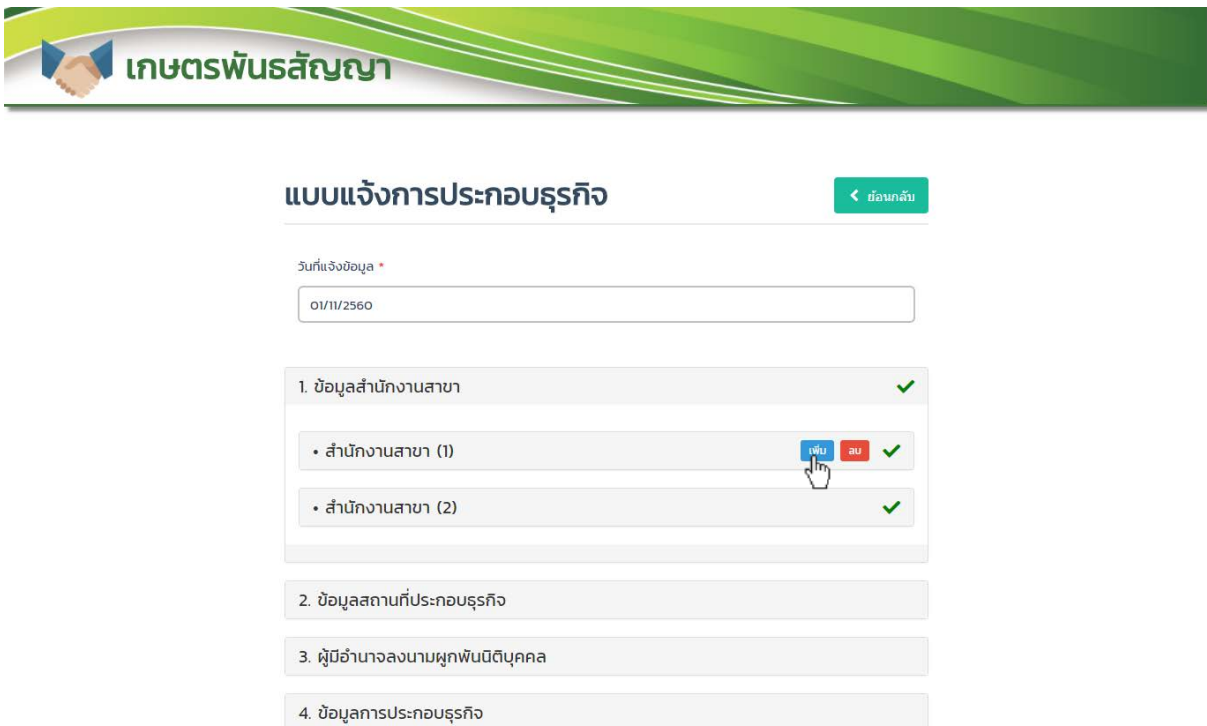 เกษตรพันธสัญญา
แบบแจ้งการประกอบธุรกิจ
ย้อนกลับ
วันที่แจ้งข้อมูล *
01/11/2560
1. ข้อมูลสำนักงานสาขา
• สำนักงานสาขา (1)
เพิ่ม ลบ
• สำนักงานสาขา (2)
2. ข้อมูลสถานที่ประกอบธุรกิจ
3. ผู้มีอำนาจลงนามผูกพันนิติบุคคล
4. ข้อมูลการประกอบธุรกิจ